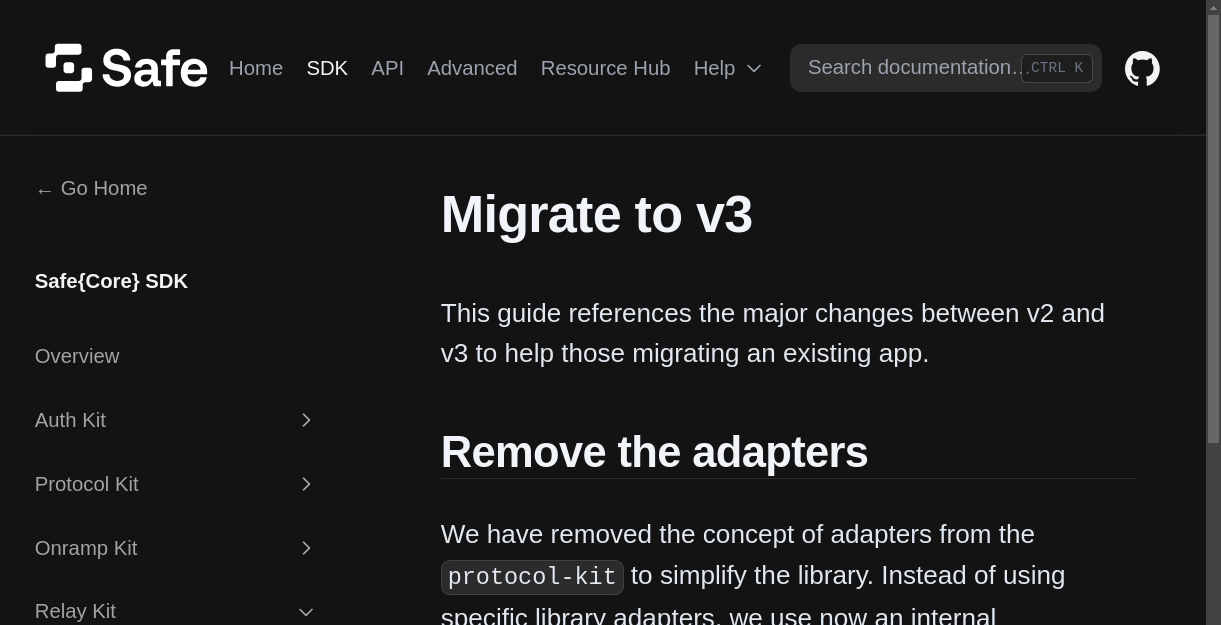 Safe
Home
SDK
API
Advanced
Resource Hub
Help
Search documentation…
CTRL K
← Go Home
Safe{Core} SDK
Overview
Auth Kit
Protocol Kit
Onramp Kit
Relay Kit
Migrate to v3
This guide references the major changes between v2 and
v3 to help those migrating an existing app.
Remove the adapters
We have removed the concept of adapters from the
protocol-kit to simplify the library. Instead of using
specific library adapters, we use now an internal